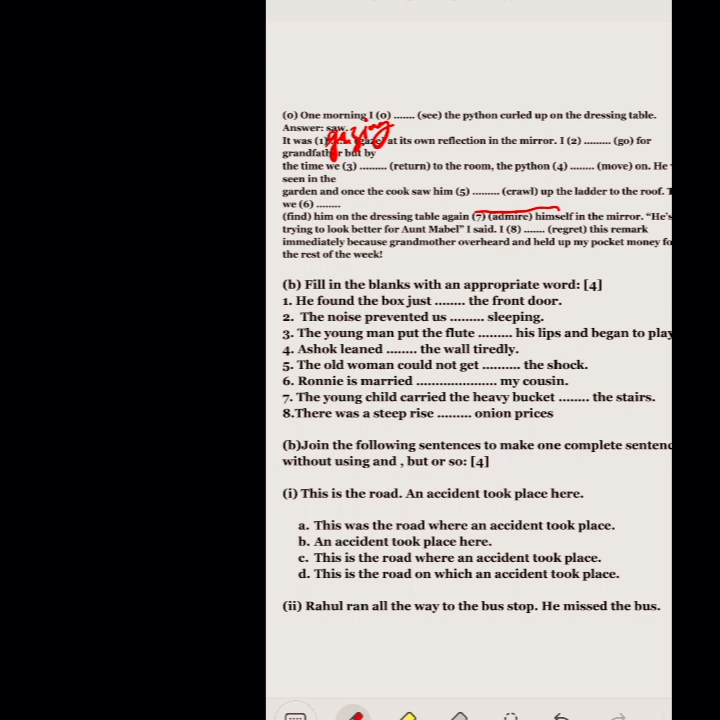 (0) One morning I (0) ....... (see) the python curled up on the dressing table.
Answer: saw.
gazing
It was (1) at its own reflection in the mirror. I (2) ......... (go) for
grandfather but by
the time we (3) ......... (return) to the room, the python (4) ........ (move) on. He
seen in the
garden and once the cook saw him (5) ......... (crawl) up the ladder to the roof.
we (6) ........
(find) him on the dressing table again (7) (admire) himself in the mirror. “He's
trying to look better for Aunt Mabel” I said. I (8) ....... (regret) this remark
immediately because grandmother overheard and held up my pocket money
the rest of the week!
(b) Fill in the blanks with an appropriate word: [4]
1. He found the box just ........ the front door.
2. The noise prevented us ......... sleeping.
3. The young man put the flute ......... his lips and began to play
4. Ashok leaned ........ the wall tiredly.
5. The old woman could not get .......... the shock.
6. Ronnie is married ..................... my cousin.
7. The young child carried the heavy bucket ........ the stairs.
8.There was a steep rise ......... onion prices
(b)Join the following sentences to make one complete
without using and , but or so: [4]
(i) This is the road. An accident took place here.
a. This was the road where an accident took place.
b. An accident took place here.
c. This is the road where an accident took place.
d. This is the road on which an accident took place.
(ii) Rahul ran all the way to the bus stop. He missed the bus.